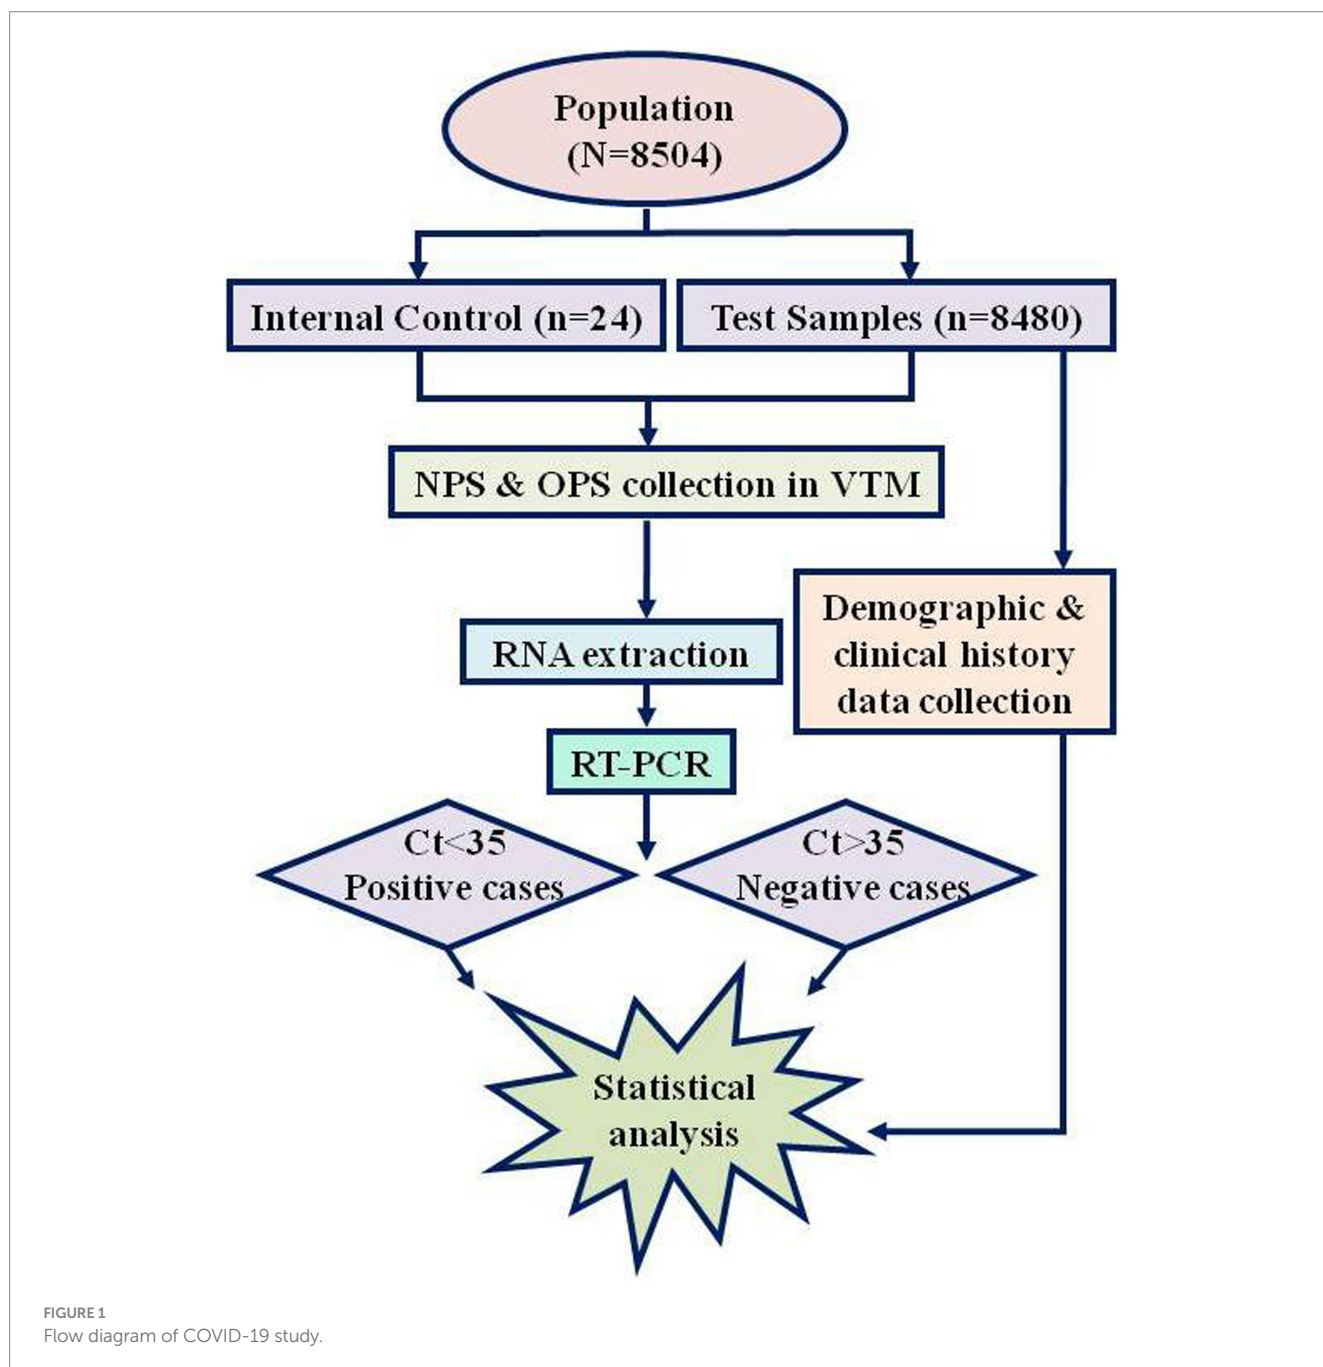 Population
(N=8504)
Internal Control (n=24)
Test Samples (n=8480)
NPS & OPS collection in VTM
Demographic &
clinical history
data collection
RNA extraction
RT-PCR
Ct<35
Positive cases
Ct>35
Negative cases
Statistical
analysis
FIGURE 1
Flow diagram of COVID-19 study.